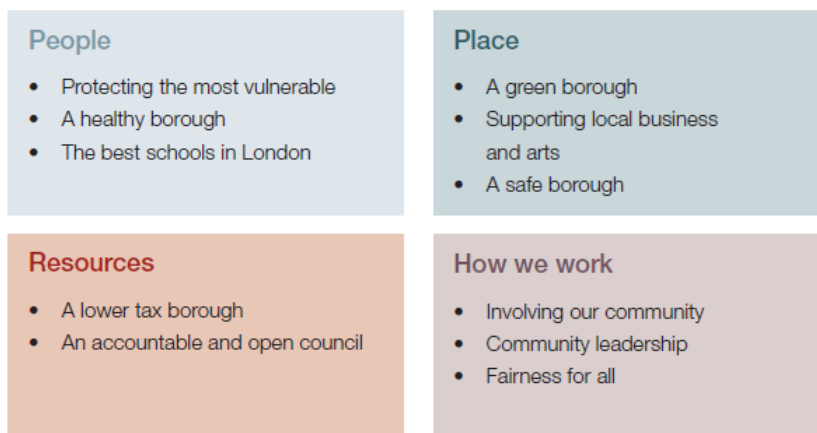 People
• Protecting the most vulnerable
• A healthy borough
• The best schools in London
Place
• A green borough
• Supporting local business
and arts
• A safe borough
Resources
• A lower tax borough
• An accountable and open council
How we work
• Involving our community
• Community leadership
• Fairness for all